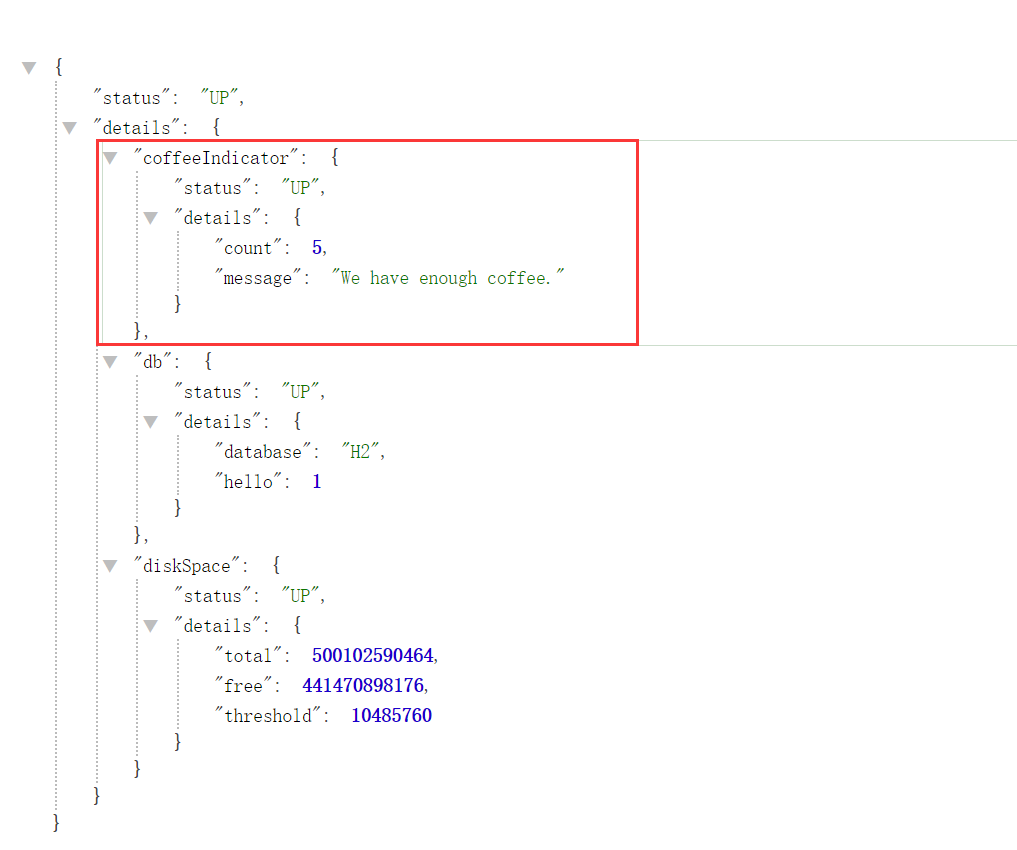 {
"status": "UP",
"details": {
"coffeeIndicator": {
"status": "UP",
"details": {
"count": 5,
"message": "We have enough coffee."
}
},
"db": {
"status": "UP",
"details": {
"database": "H2",
"hello": 1
}
},
"diskSpace": {
"status": "UP",
"details": {
"total": 500102590464,
"free": 441470898176,
"threshold": 10485760
}
}
}
}